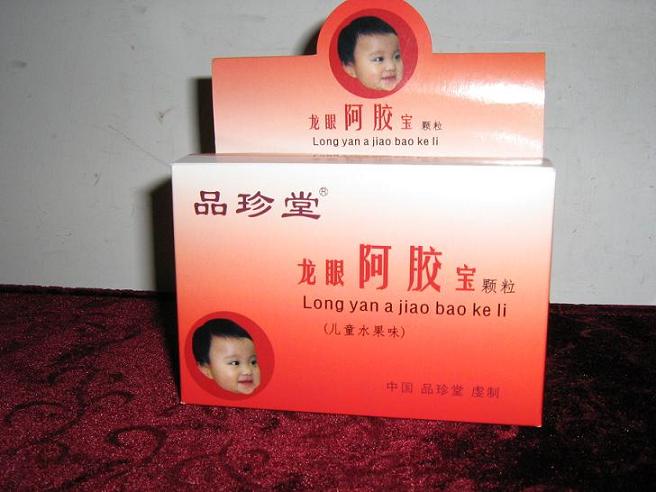 龙眼 阿胶 宝 颗粒
Long yan a jiao bao ke li
品珍堂®
龙眼 阿胶 宝 颗粒
Long yan a jiao bao ke li
(儿童水果味)
中国 品珍堂 虔制